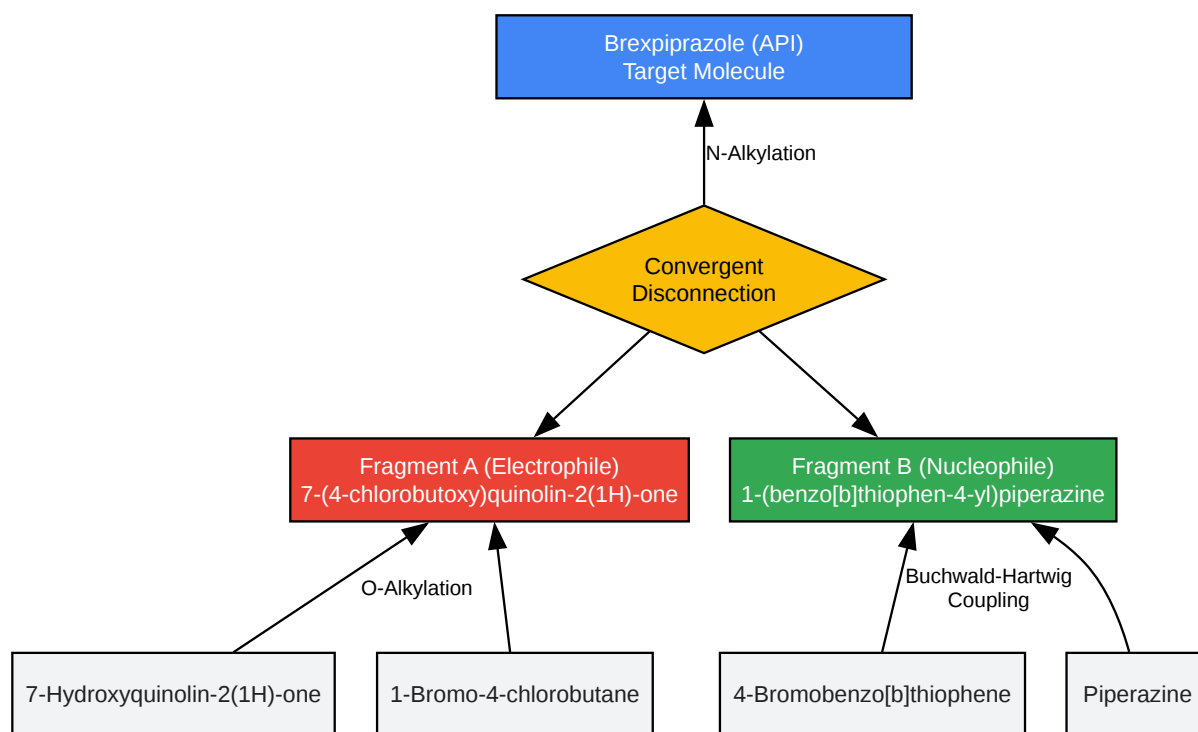 Brexpiprazole (API)
Target Molecule
N-Alkylation
Convergent
Disconnection
Fragment A (Electrophile)
7-(4-chlorobutoxy)quinolin-2(1H)-one
Fragment B (Nucleophile)
1-(benzo[b]thiophen-4-yl)piperazine
O-Alkylation
Buchwald-Hartwig
Coupling
7-Hydroxyquinolin-2(1H)-one
1-Bromo-4-chlorobutane
4-Bromobenzo[b]thiophene
Piperazine